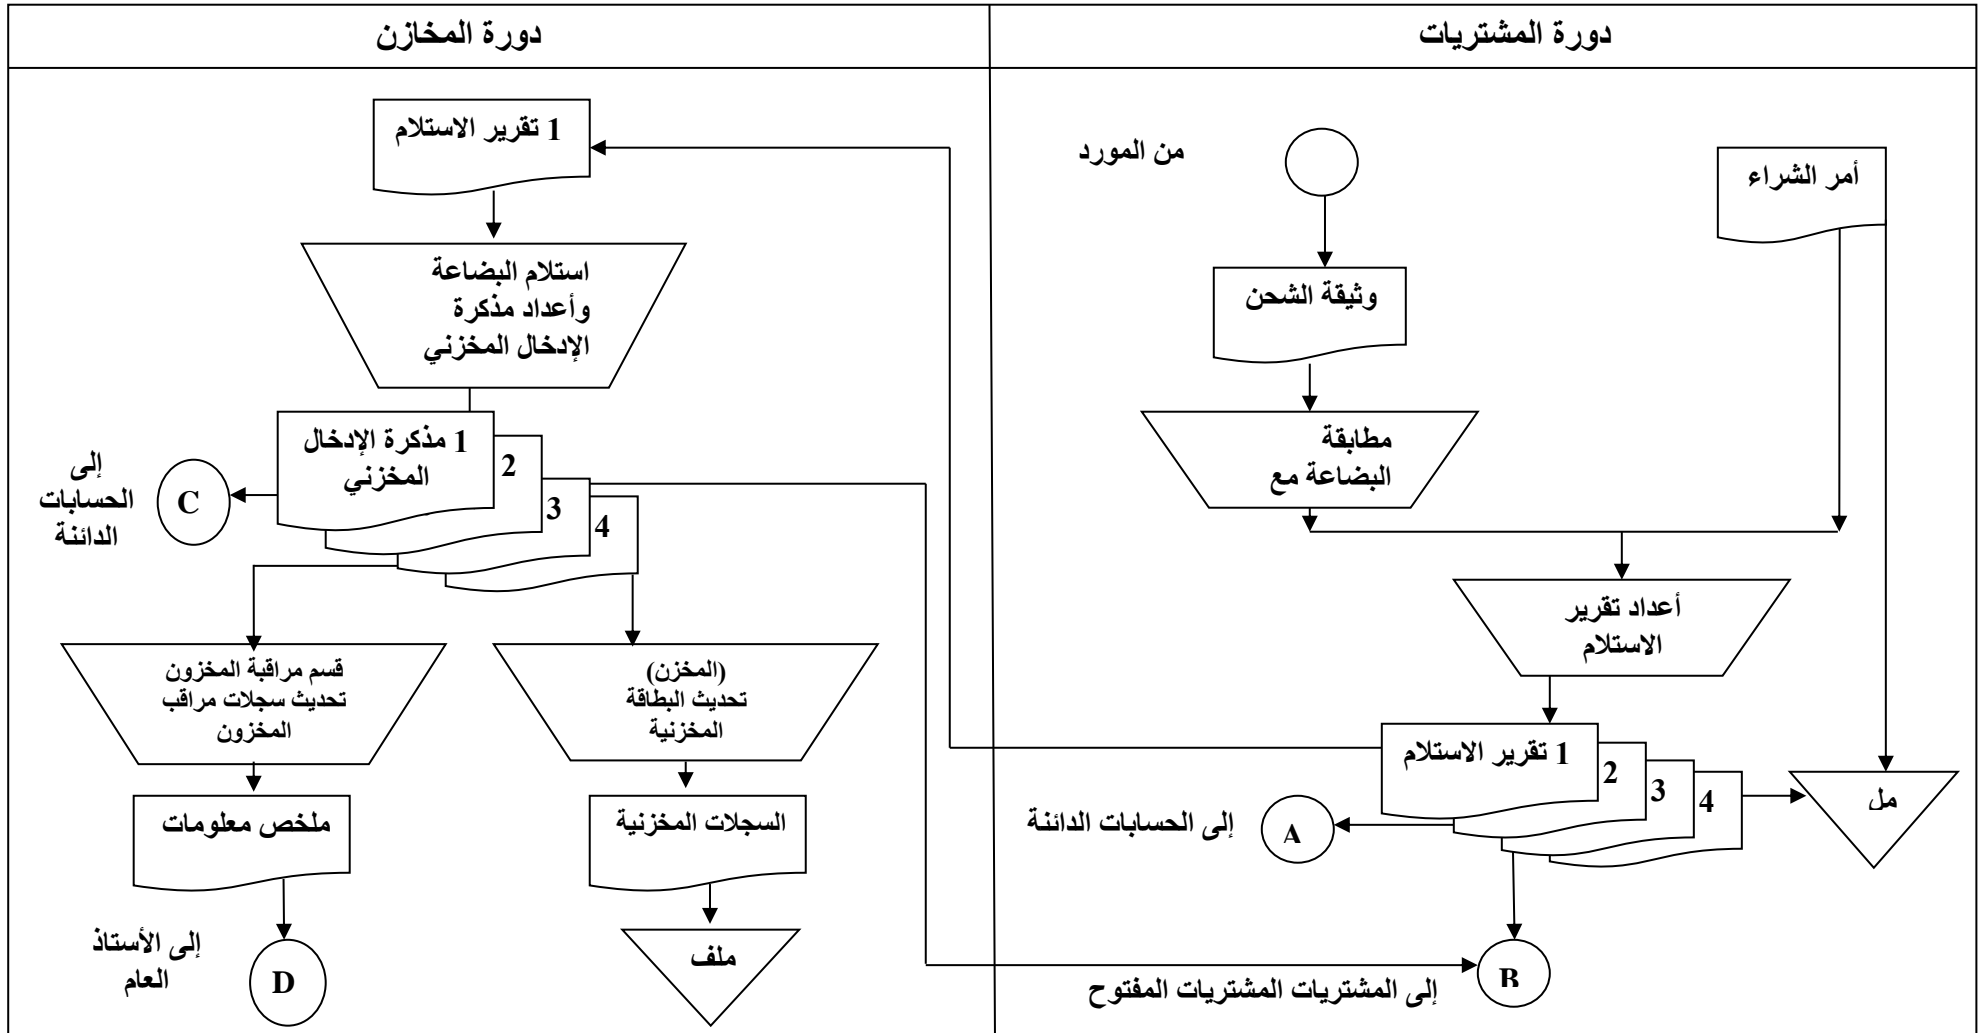 دورة المشتريات
دورة المخازن
من المورد
أمر الشراء
وثيقة الشحن
مطابقة
البضاعة مع
أعداد تقرير
الاستلام
1 تقرير الاستلام
2
3
4
مل
إلى الحسابات الدائنة
A
B
إلى المشتريات المشتريات المفتوح
1 تقرير الاستلام
استلام البضاعة
وأعداد مذكرة
الإدخال المخزني
1 مذكرة الإدخال
المخزني
2
3
4
إلى
الحسابات
الدائنة
C
(المخزن)
تحديث البطاقة
المخزنية
قسم مراقبة المخزون
تحديث سجلات مراقب
المخزون
السجلات المخزنية
ملخص معلومات
ملف
إلى الأستاذ
العام
D